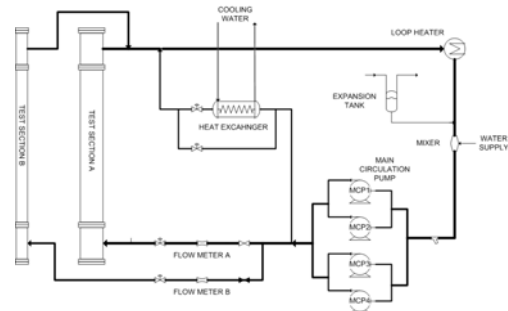 COOLING
WATER
LOOP HEATER
EXPANSION
TANK
HEAT EXCAHNGER
TEST SECTION B
TEST SECTION A
MIXER
WATER
SUPPLY
MAIN
CIRCULATION
PUMP
MCP1
MCP2
MCP3
MCP4
FLOW METER A
FLOW METER B